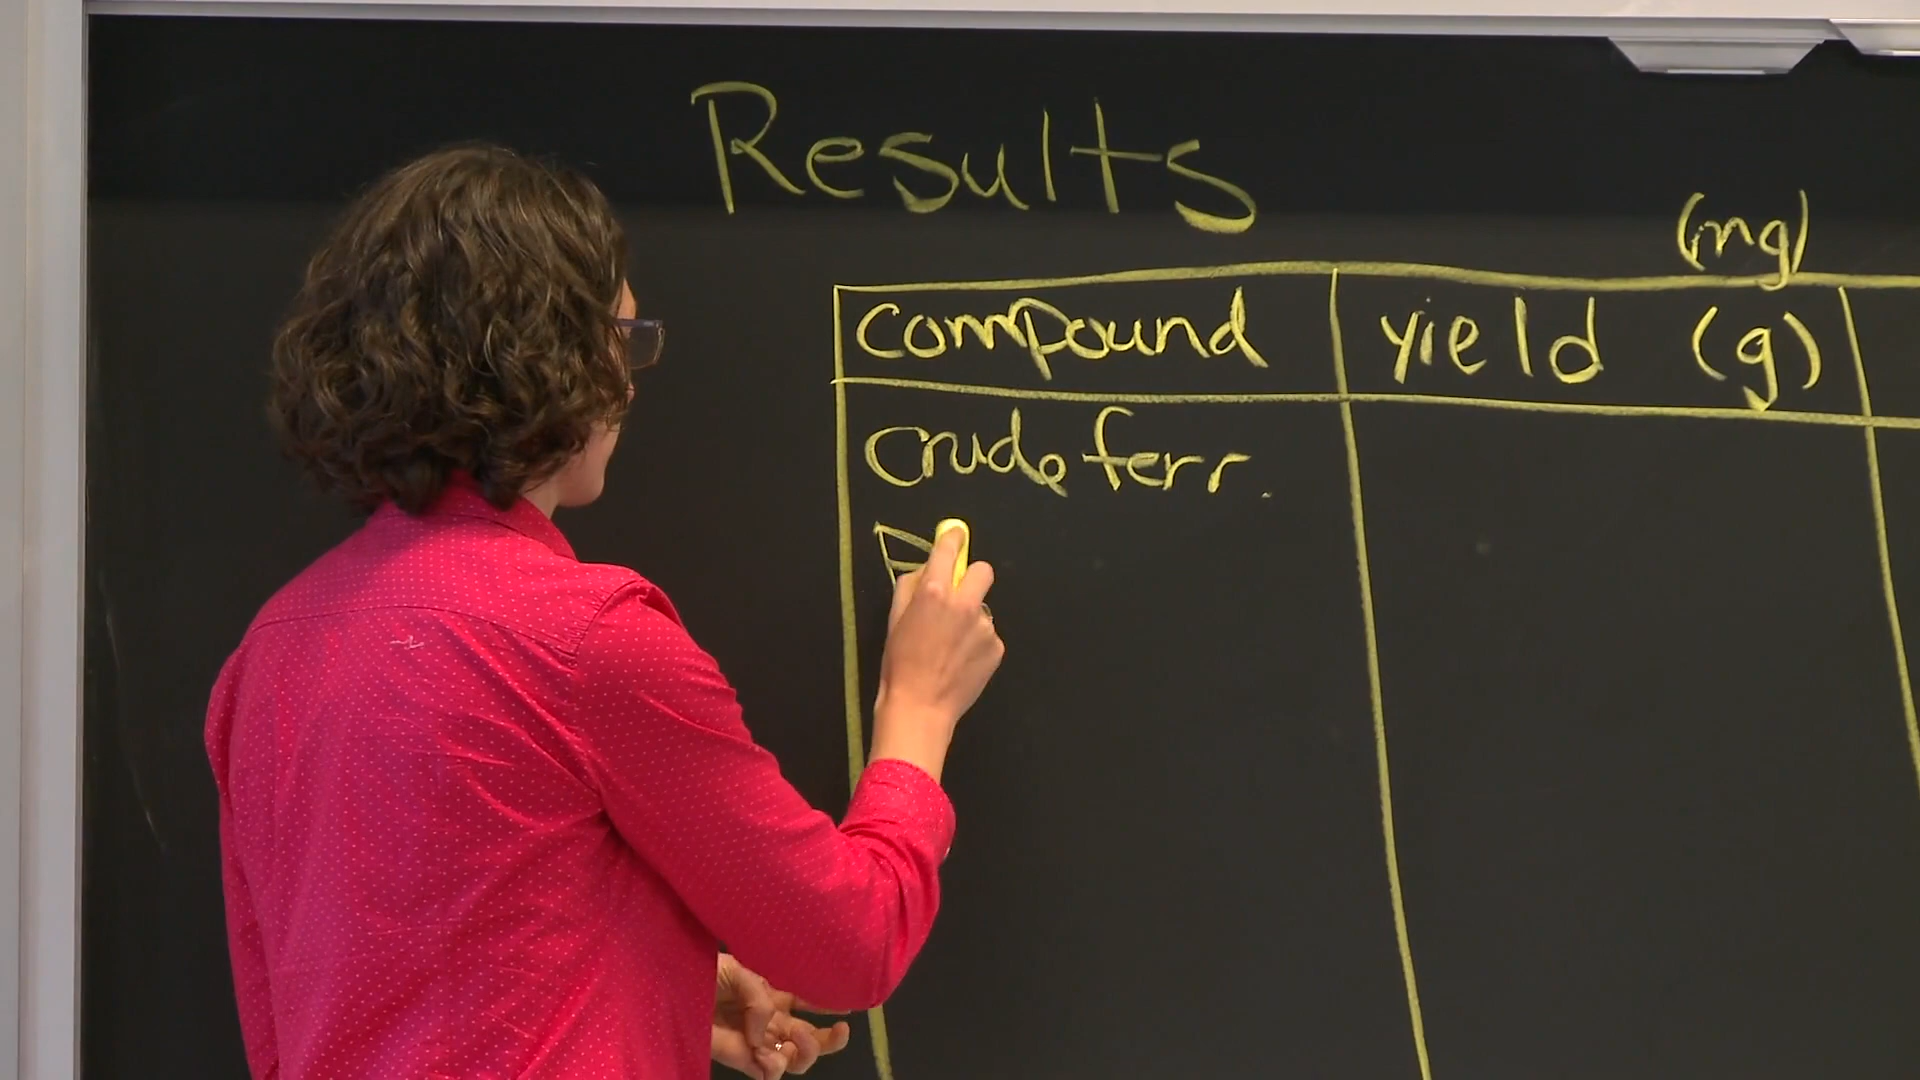 Results
(mg)
compound yield (g)
crude ferr.